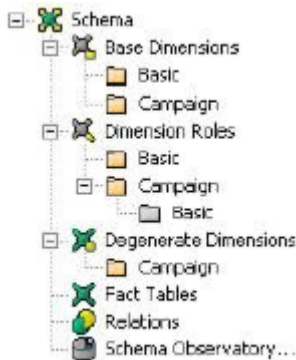 Schema
Base Dimensions
Basic
Campaign
Dimension Roles
Basic
Campaign
Basic
Degenerate Dimensions
Campaign
Fact Tables
Relations
Schema Observatory...